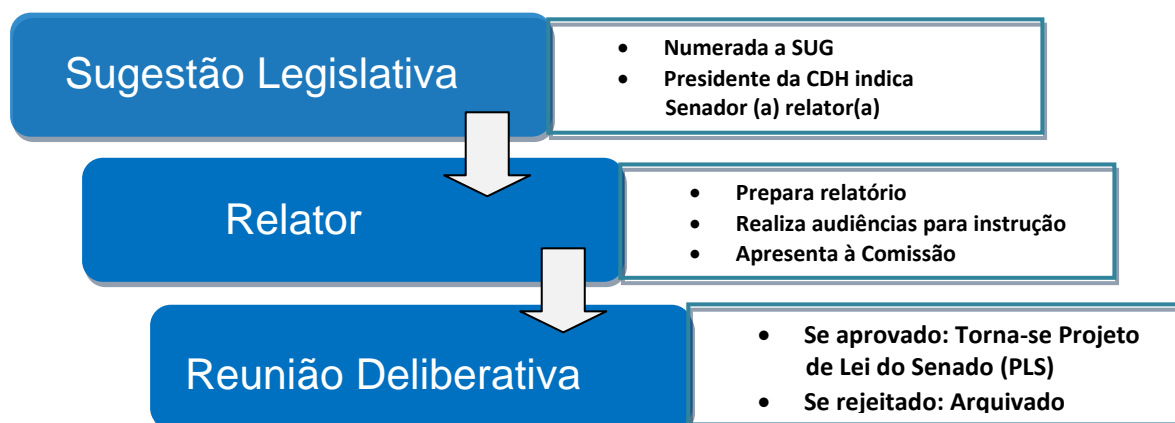 Sugestão Legislativa
• Numerada a SUG
• Presidente da CDH indica
Senador (a) relator(a)
Relator
• Prepara relatório
• Realiza audiências para instrução
• Apresenta à Comissão
Reunião Deliberativa
• Se aprovado: Torna-se Projeto
de Lei do Senado (PLS)
• Se rejeitado: Arquivado